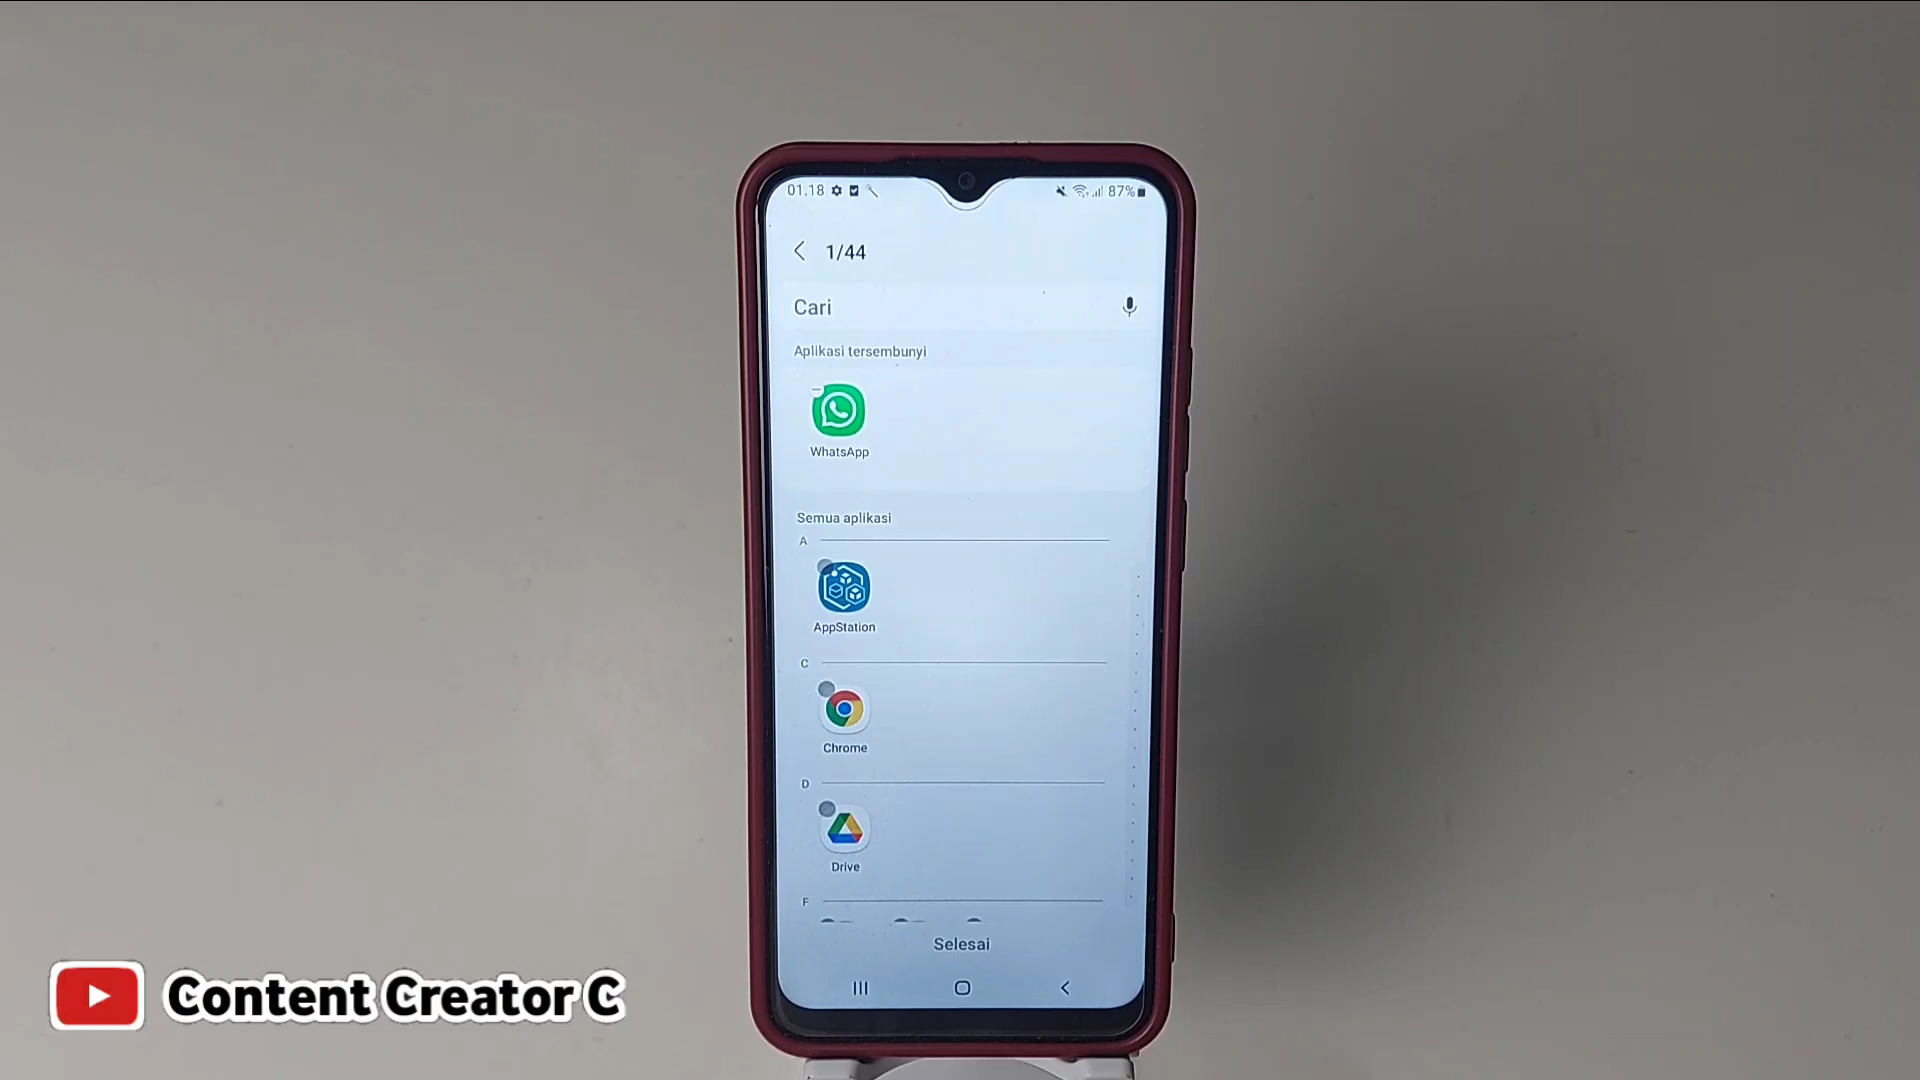 01.18
87%
1/44
Cari
Aplikasi tersembunyi
WhatsApp
Semua aplikasi
A
AppStation
C
Chrome
D
Drive
F
Selesai
Content Creator C